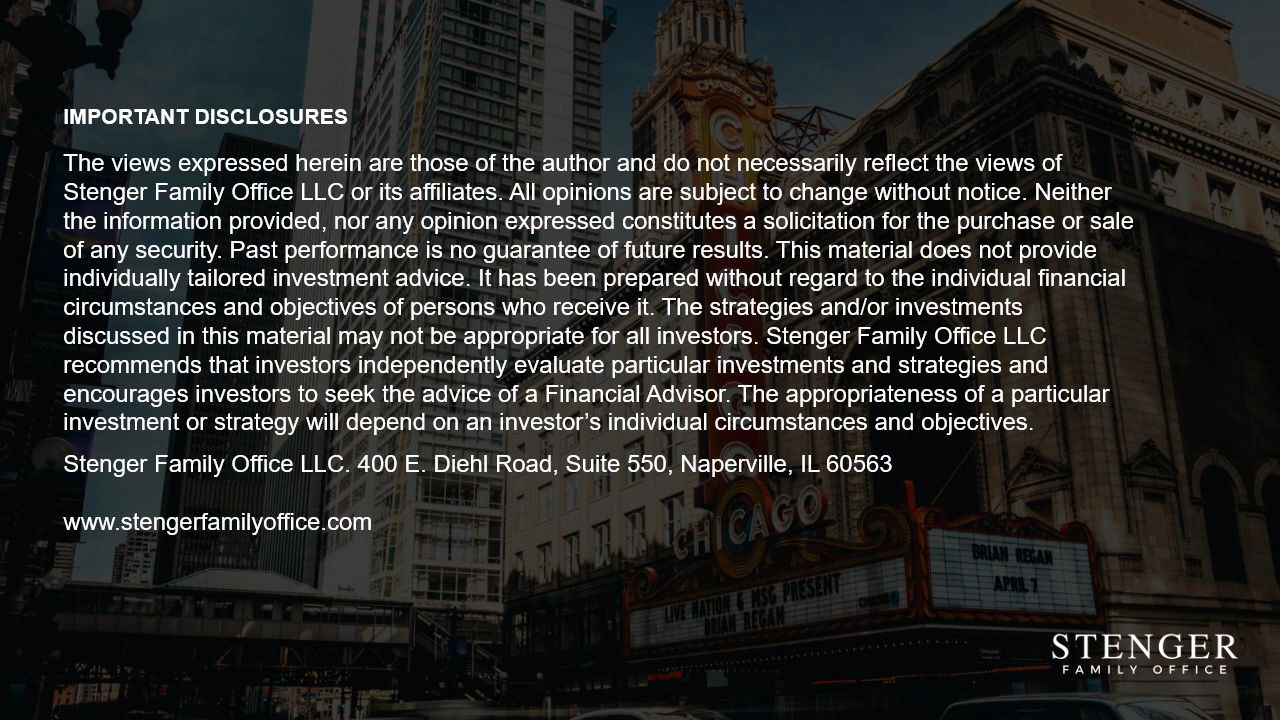 IMPORTANT DISCLOSURES
The views expressed herein are those of the author and do not necessarily reflect the views of
Stenger Family Office LLC or its affiliates. All opinions are subject to change without notice. Neither
the information provided, nor any opinion expressed constitutes a solicitation for the purchase or sale
of any security. Past performance is no guarantee of future results. This material does not provide
individually tailored investment advice. It has been prepared without regard to the individual financial
circumstances and objectives of persons who receive it. The strategies and/or investments
discussed in this material may not be appropriate for all investors. Stenger Family Office LLC
recommends that investors independently evaluate particular investments and strategies and
encourages investors to seek the advice of a Financial Advisor. The appropriateness of a particular
investment or strategy will depend on an investor’s individual circumstances and objectives.
Stenger Family Office LLC. 400 E. Diehl Road, Suite 550, Naperville, IL 60563
www.stengerfamilyoffice.com
CHASE
CHICAGO
CHICAGO
LIVE NATION & MSG PRESENT
BRIAN REGAN
CHASE
BRIAN REGAN
APRIL 7
STENGER
FAMILY OFFICE